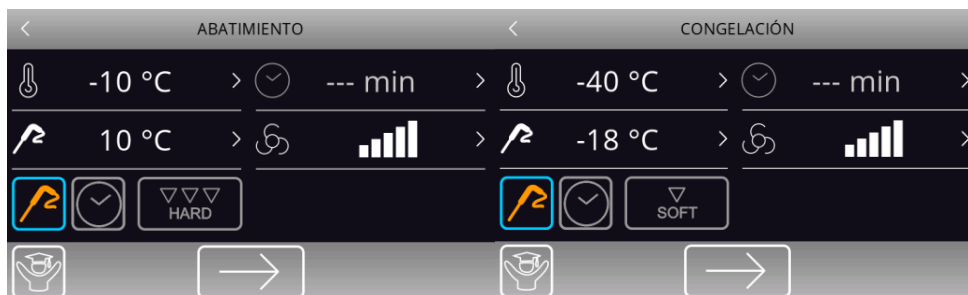 ABATIMIENTO
-10 °C
--- min
10 °C
HARD
CONGELACIÓN
-40 °C
--- min
-18 °C
SOFT